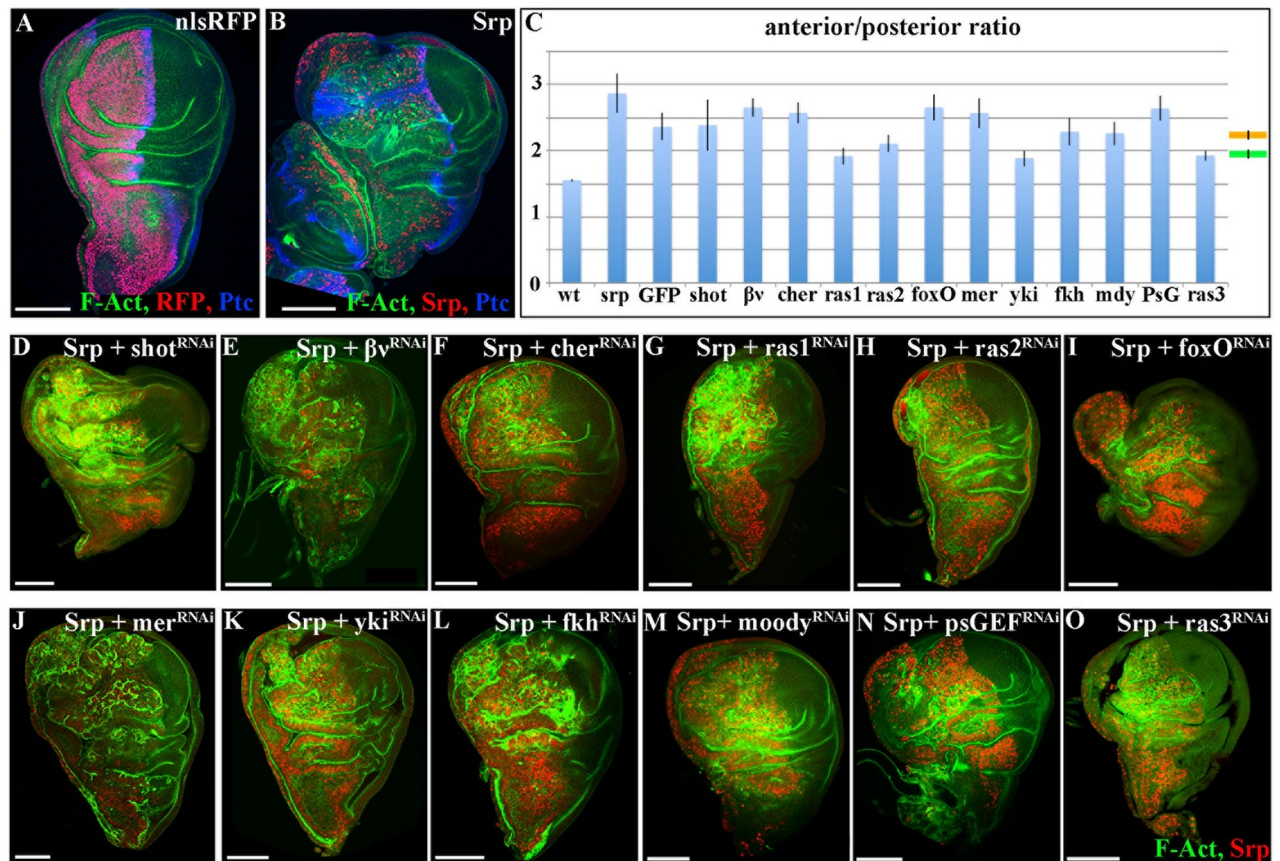 A nlsRFP
F-Act, RFP, Ptc
B Srp
F-Act, Srp, Ptc
C anterior/posterior ratio
3
2
1
0
wt srp GFP shot βν cher ras1 ras2 foxO mer yki fkh mdy PsG ras3
D Srp + shotRNAi
E Srp + βνRNAi
F Srp + cherRNAi
G Srp + ras1RNAi
H Srp + ras2RNAi
I Srp + foxORNAi
J Srp + merRNAi
K Srp + ykiRNAi
L Srp + fkhRNAi
M Srp+ moodyRNAi
N Srp+ psGEFRNAi
O Srp + ras3RNAi
F-Act, Srp